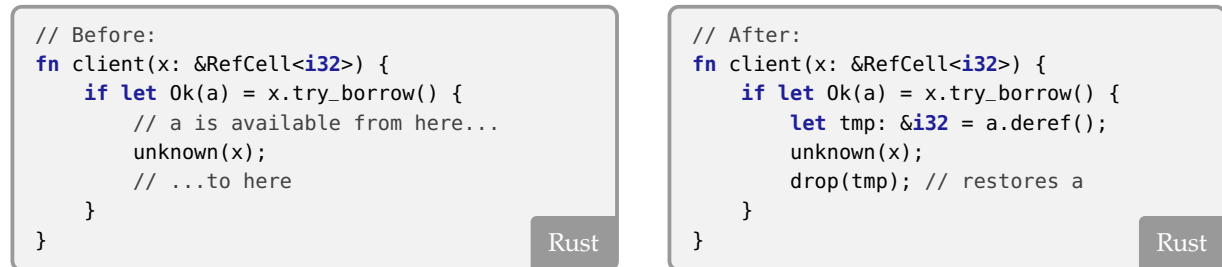 // Before:
fn client(x: &RefCell<i32>) {
    if let Ok(a) = x.try_borrow() {
        // a is available from here...
        unknown(x);
        // ...to here
    }
}
Rust
// After:
fn client(x: &RefCell<i32>) {
    if let Ok(a) = x.try_borrow() {
        let tmp: &i32 = a.deref();
        unknown(x);
        drop(tmp); // restores a
    }
}
Rust